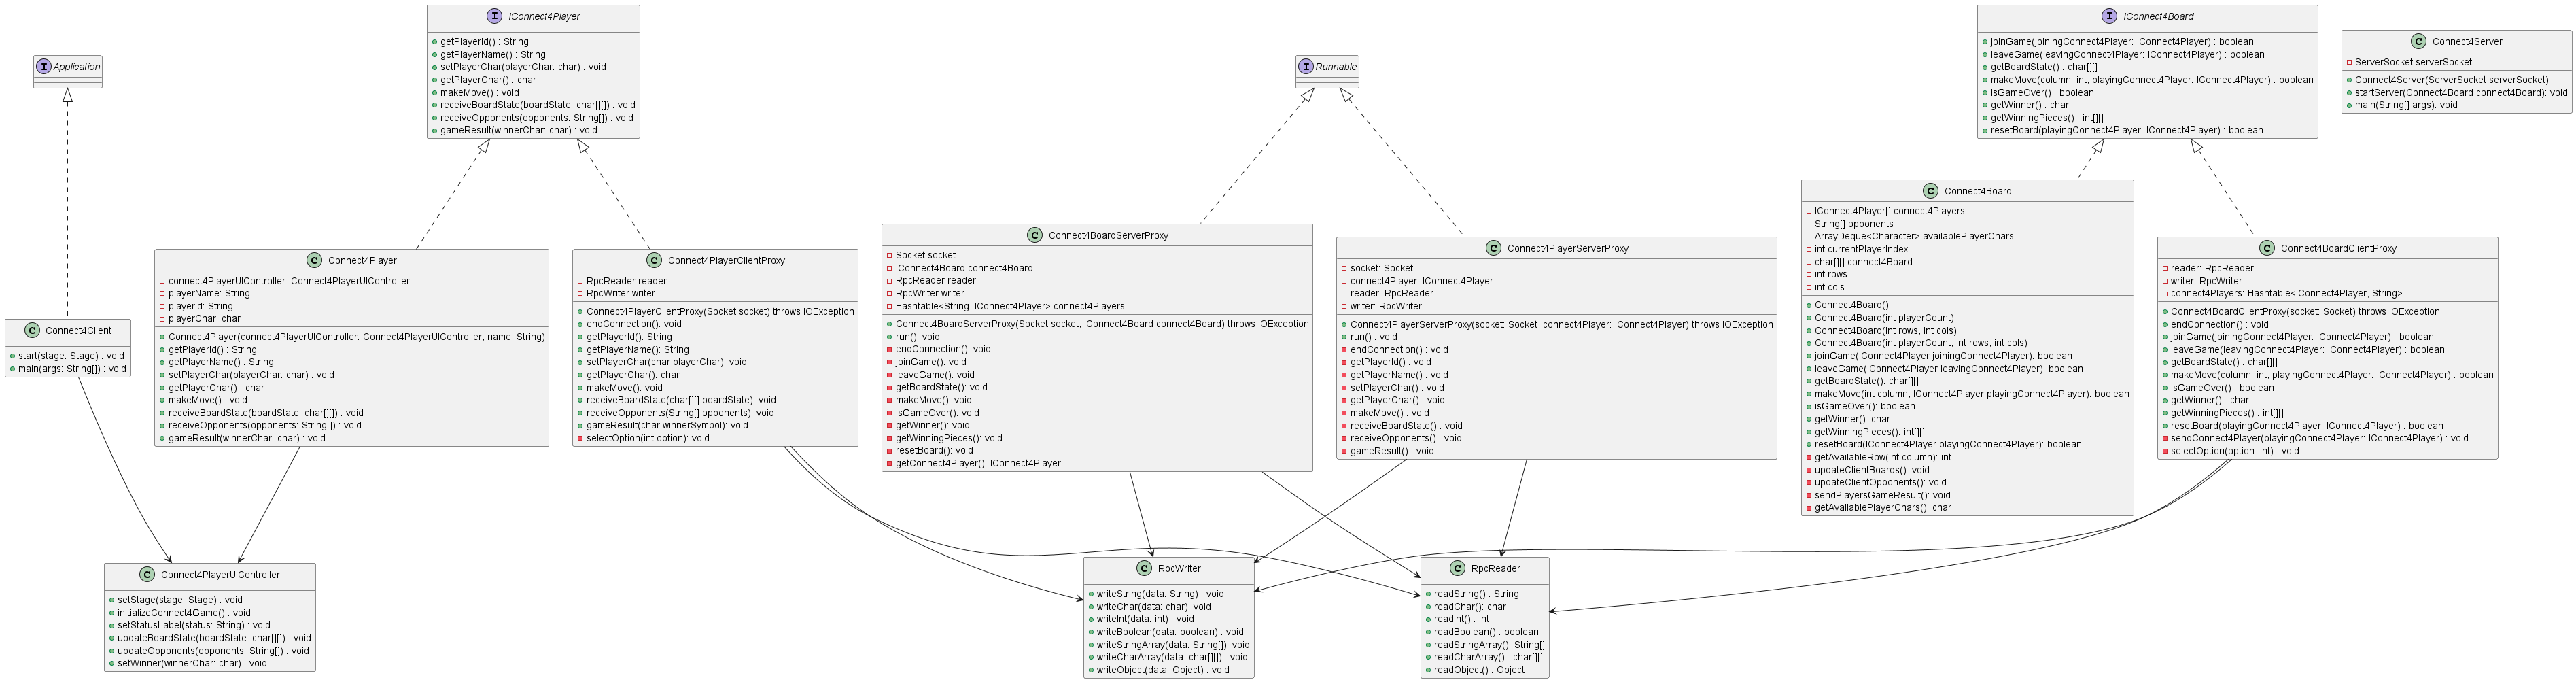 IConnect4Player
getPlayerId() : String
getPlayerName() : String
setPlayerChar(playerChar: char) : void
getPlayerChar() : char
makeMove() : void
receiveBoardState(boardState: char[][]) : void
receiveOpponents(opponents: String[]) : void
gameResult(winnerChar: char) : void
IConnect4Board
joinGame(joiningConnect4Player: IConnect4Player) : boolean
leaveGame(leavingConnect4Player: IConnect4Player) : boolean
getBoardState() : char[][]
makeMove(column: int, playingConnect4Player: IConnect4Player) : boolean
isGameOver() : boolean
getWinner() : char
getWinningPieces() : int[][]
resetBoard(playingConnect4Player: IConnect4Player) : boolean
Connect4Server
ServerSocket serverSocket
Connect4Server(ServerSocket serverSocket)
startServer(Connect4Board connect4Board): void
main(String[] args): void
Application
Runnable
Connect4Board
IConnect4Player[] connect4Players
String[] opponents
ArrayDeque<Character> availablePlayerChars
int currentPlayerIndex
char[][] connect4Board
int rows
int cols
Connect4Board()
Connect4Board(int playerCount)
Connect4Board(int rows, int cols)
Connect4Board(int playerCount, int rows, int cols)
joinGame(IConnect4Player joiningConnect4Player): boolean
leaveGame(IConnect4Player leavingConnect4Player): boolean
getBoardState(): char[][]
makeMove(int column, IConnect4Player playingConnect4Player): boolean
isGameOver(): boolean
getWinner(): char
getWinningPieces(): int[][]
resetBoard(IConnect4Player playingConnect4Player): boolean
getAvailableRow(int column): int
updateClientBoards(): void
updateClientOpponents(): void
sendPlayersGameResult(): void
getAvailablePlayerChars(): char
Connect4BoardServerProxy
Socket socket
IConnect4Board connect4Board
RpcReader reader
RpcWriter writer
Hashtable<String, IConnect4Player> connect4Players
Connect4BoardServerProxy(Socket socket, IConnect4Board connect4Board) throws IOException
run(): void
endConnection(): void
joinGame(): void
leaveGame(): void
getBoardState(): void
makeMove(): void
isGameOver(): void
getWinner(): void
getWinningPieces(): void
resetBoard(): void
getConnect4Player(): IConnect4Player
Connect4PlayerServerProxy
socket: Socket
connect4Player: IConnect4Player
reader: RpcReader
writer: RpcWriter
Connect4PlayerServerProxy(socket: Socket, connect4Player: IConnect4Player) throws IOException
run() : void
endConnection() : void
getPlayerId() : void
getPlayerName() : void
setPlayerChar() : void
getPlayerChar() : void
makeMove() : void
receiveBoardState() : void
receiveOpponents() : void
gameResult() : void
Connect4BoardClientProxy
reader: RpcReader
writer: RpcWriter
connect4Players: Hashtable<IConnect4Player, String>
Connect4BoardClientProxy(socket: Socket) throws IOException
endConnection() : void
joinGame(joiningConnect4Player: IConnect4Player) : boolean
leaveGame(leavingConnect4Player: IConnect4Player) : boolean
getBoardState() : char[][]
makeMove(column: int, playingConnect4Player: IConnect4Player) : boolean
isGameOver() : boolean
getWinner() : char
getWinningPieces() : int[][]
resetBoard(playingConnect4Player: IConnect4Player) : boolean
sendConnect4Player(playingConnect4Player: IConnect4Player) : void
selectOption(option: int) : void
Connect4Player
connect4PlayerUIController: Connect4PlayerUIController
playerName: String
playerId: String
playerChar: char
Connect4Player(connect4PlayerUIController: Connect4PlayerUIController, name: String)
getPlayerId() : String
getPlayerName() : String
setPlayerChar(playerChar: char) : void
getPlayerChar() : char
makeMove() : void
receiveBoardState(boardState: char[][]) : void
receiveOpponents(opponents: String[]) : void
gameResult(winnerChar: char) : void
Connect4PlayerClientProxy
RpcReader reader
RpcWriter writer
Connect4PlayerClientProxy(Socket socket) throws IOException
endConnection(): void
getPlayerId(): String
getPlayerName(): String
setPlayerChar(char playerChar): void
getPlayerChar(): char
makeMove(): void
receiveBoardState(char[][] boardState): void
receiveOpponents(String[] opponents): void
gameResult(char winnerSymbol): void
selectOption(int option): void
Connect4Client
start(stage: Stage) : void
main(args: String[]) : void
Connect4PlayerUIController
setStage(stage: Stage) : void
initializeConnect4Game() : void
setStatusLabel(status: String) : void
updateBoardState(boardState: char[][]) : void
updateOpponents(opponents: String[]) : void
setWinner(winnerChar: char) : void
RpcWriter
writeString(data: String) : void
writeChar(data: char): void
writeInt(data: int) : void
writeBoolean(data: boolean) : void
writeStringArray(data: String[]): void
writeCharArray(data: char[][]) : void
writeObject(data: Object) : void
RpcReader
readString() : String
readChar(): char
readInt() : int
readBoolean() : boolean
readStringArray(): String[]
readCharArray() : char[][]
readObject() : Object